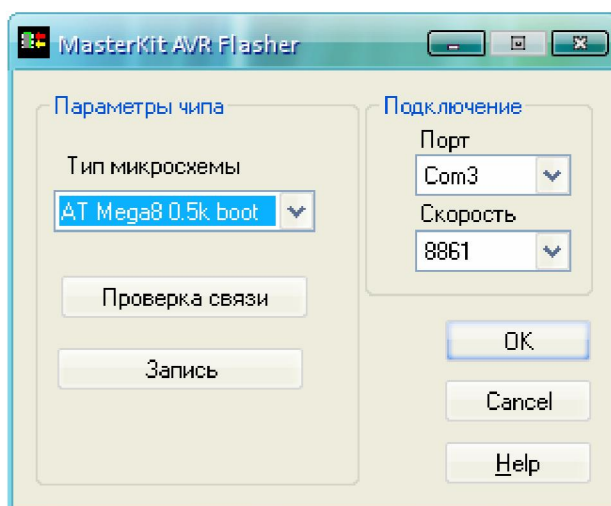 MasterKit AVR Flasher
Параметры чипа
Тип микросхемы
AT Mega8 0.5k boot
Проверка связи
Запись
Подключение
Порт
Com3
Скорость
8861
OK
Cancel
Help